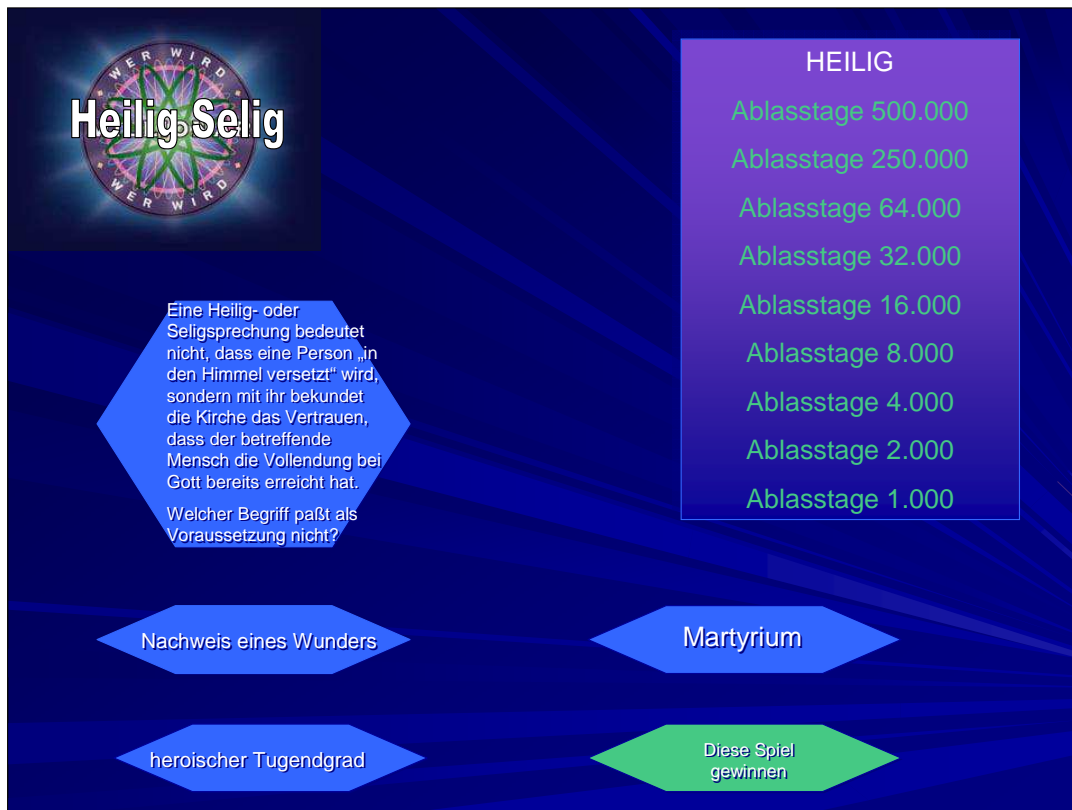 WER WIRD
Heilig Selig
WER WIRD
HEILIG
Ablasstage 500.000
Ablasstage 250.000
Ablasstage 64.000
Ablasstage 32.000
Ablasstage 16.000
Ablasstage 8.000
Ablasstage 4.000
Ablasstage 2.000
Ablasstage 1.000
Eine Heilig- oder
Seligsprechung bedeutet
nicht, dass eine Person „in
den Himmel versetzt“ wird,
sondern mit ihr bekundet
die Kirche das Vertrauen,
dass der betreffende
Mensch die Vollendung bei
Gott bereits erreicht hat.
Welcher Begriff paßt als
Voraussetzung nicht?
Nachweis eines Wunders
Martyrium
heroischer Tugendgrad
Diese Spiel
gewinnen